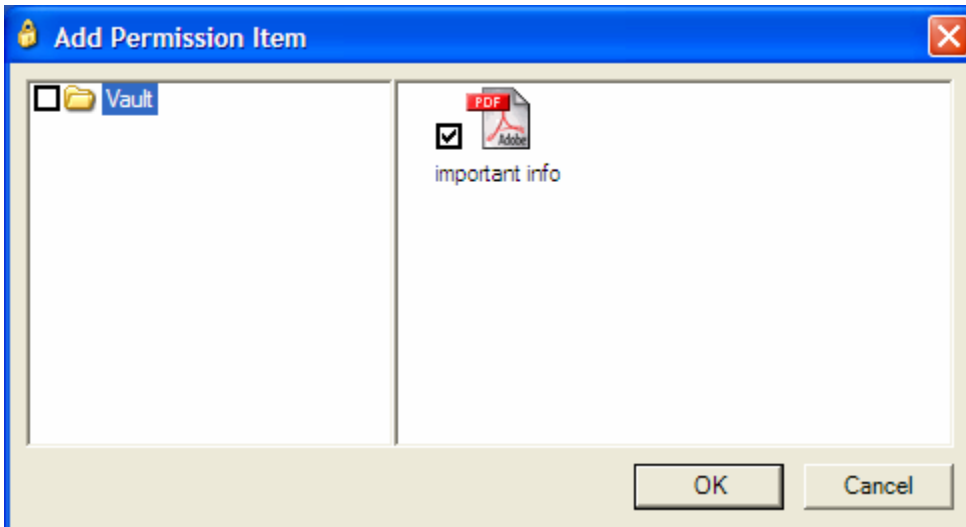 Add Permission Item
Vault
PDF
Adobe
important info
OK
Cancel